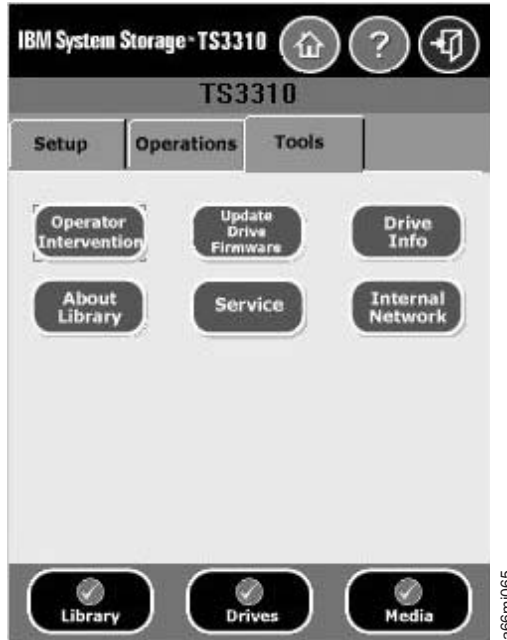 IBM System Storage™ TS3310
?
TS3310
Setup
Operations
Tools
Operator
Intervention
Update
Drive
Firmware
Drive
Info
About
Library
Service
Internal
Network
Library
Drives
Media
a66mi065